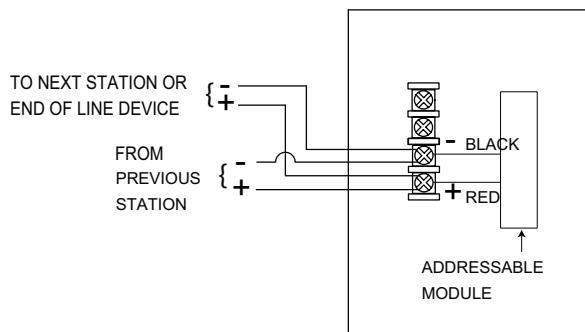 TO NEXT STATION OR
END OF LINE DEVICE
{ -
+
FROM
PREVIOUS
STATION
{ -
+
- BLACK
+ RED
ADDRESSABLE
MODULE